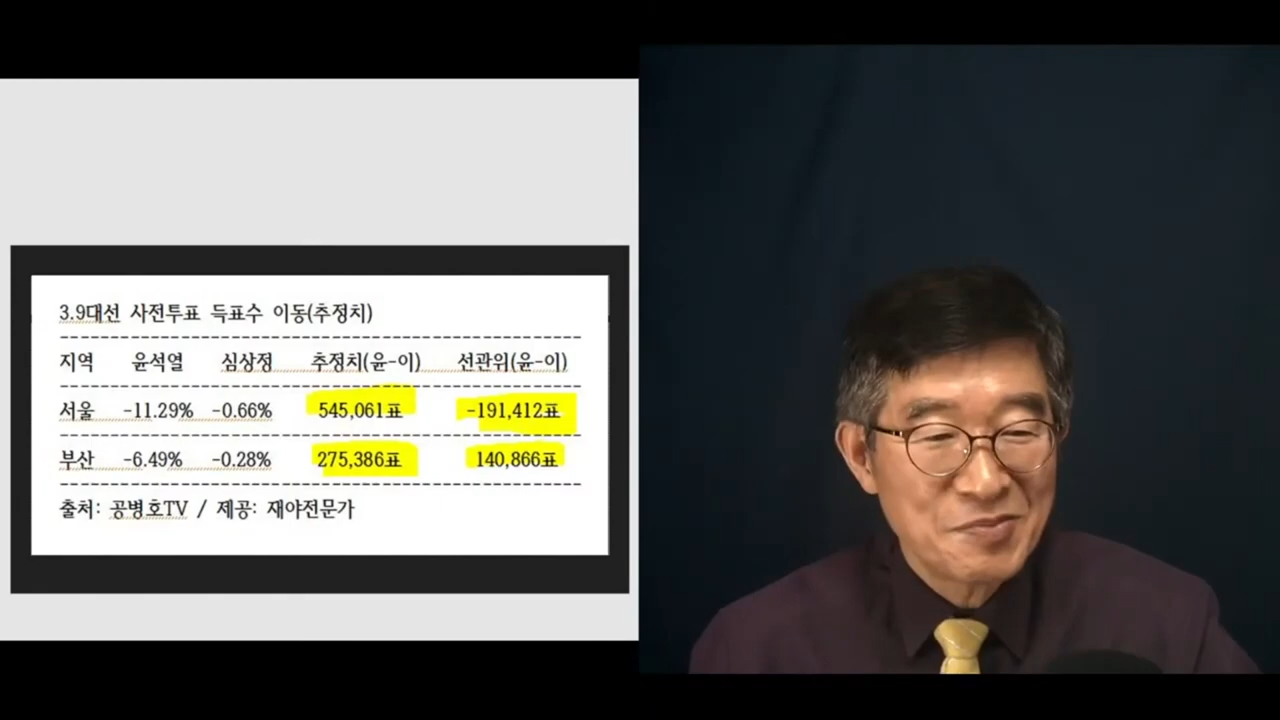 3.9대선 사전투표 득표수 이동(추정치)
지역 윤석열 심상정 추정치(윤-이) 선관위(윤-이)
서울 -11.29% -0.66% 545,061표 -191,412표
부산 -6.49% -0.28% 275,386표 140,866표
출처: 공병호TV / 제공: 재야전문가